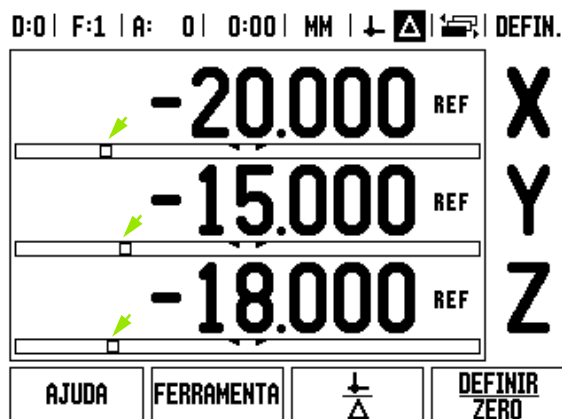 D:0 F:1 A: 0 0:00 MM DEFIN.
-20.000 REF X
-15.000 REF Y
-18.000 REF Z
AJUDA FERRAMENTA DEFINIR
ZERO